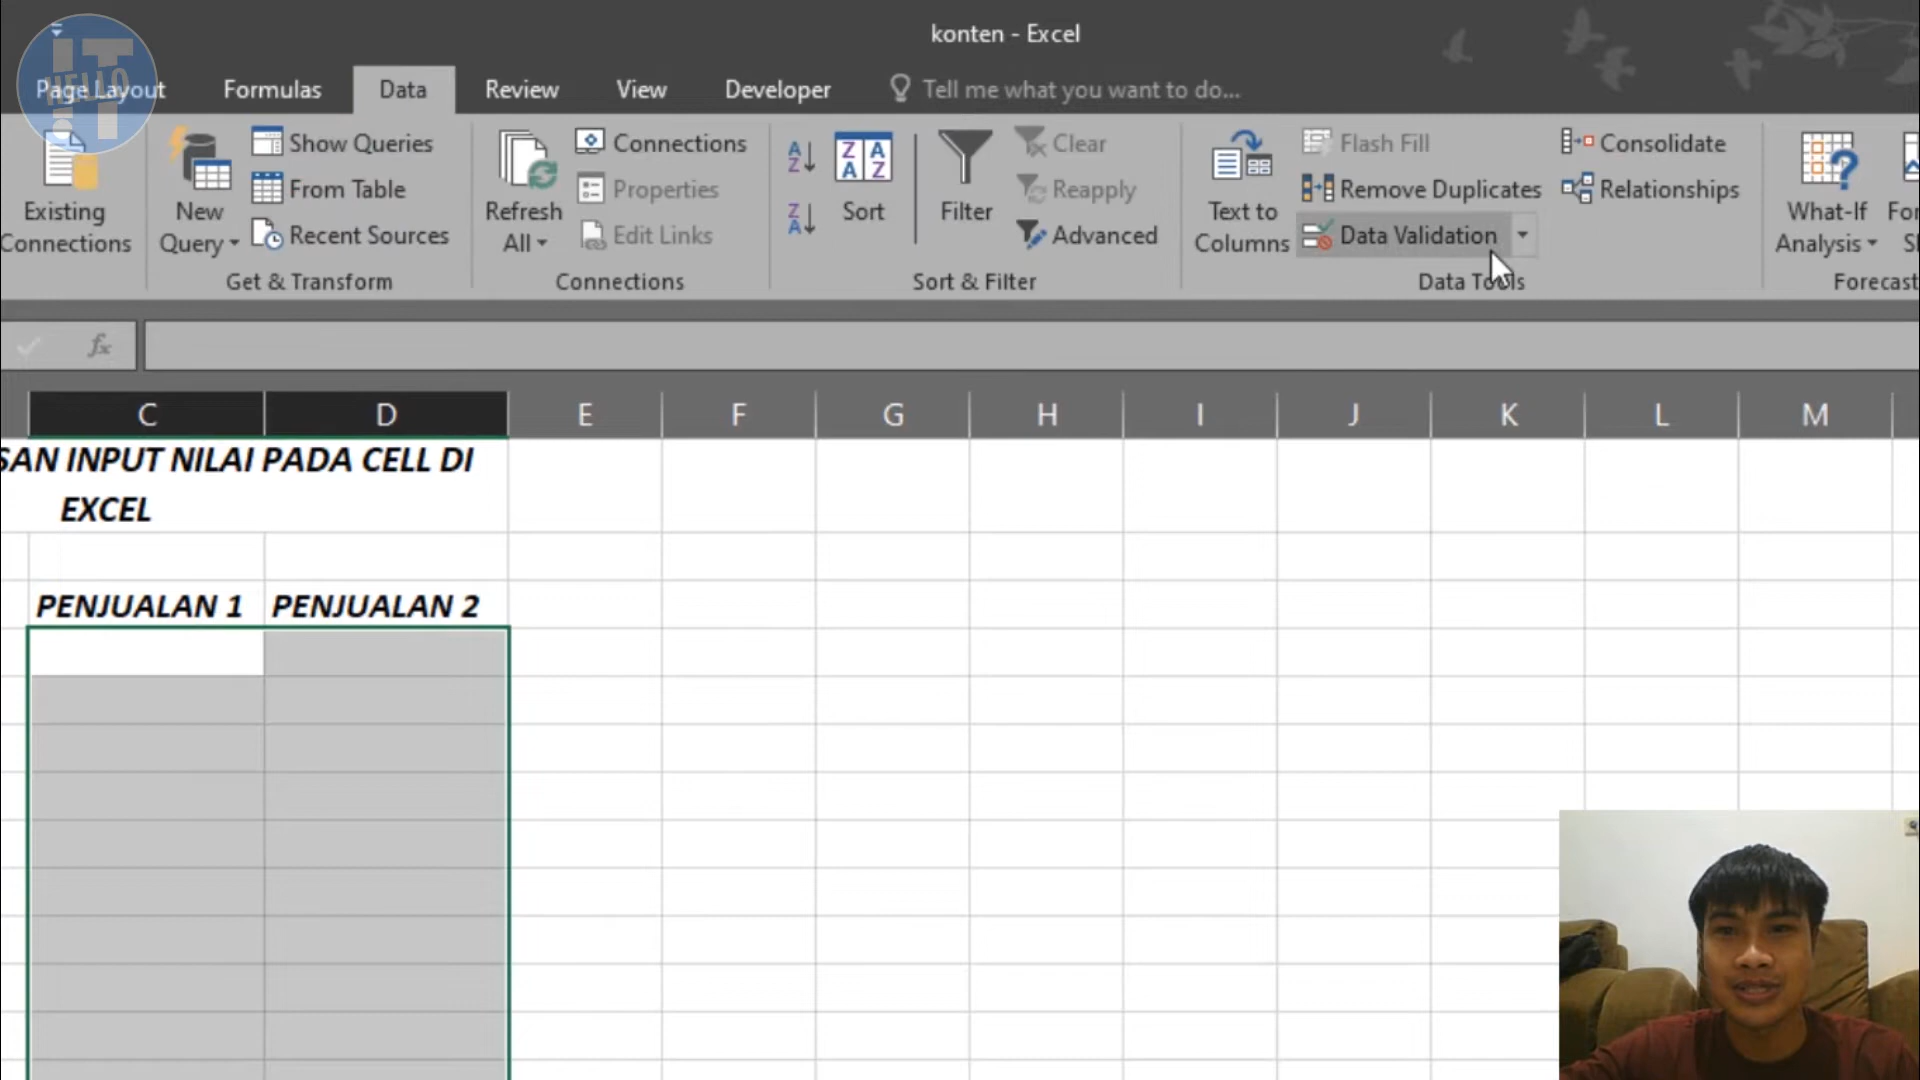 konten - Excel
HELLO IT
Page Layout Formulas Data Review View Developer Tell me what you want to do...
Existing Connections
New Query
Show Queries
From Table
Recent Sources
Get & Transform
Refresh All
Connections
Properties
Edit Links
Connections
Sort
Filter
Clear
Reapply
Advanced
Sort & Filter
Text to Columns
Flash Fill
Remove Duplicates
Data Validation
Consolidate
Relationships
Data Tools
What-If Analysis
Forecast
fx
C D E F G H I J K L M
SAN INPUT NILAI PADA CELL DI
EXCEL
PENJUALAN 1 PENJUALAN 2